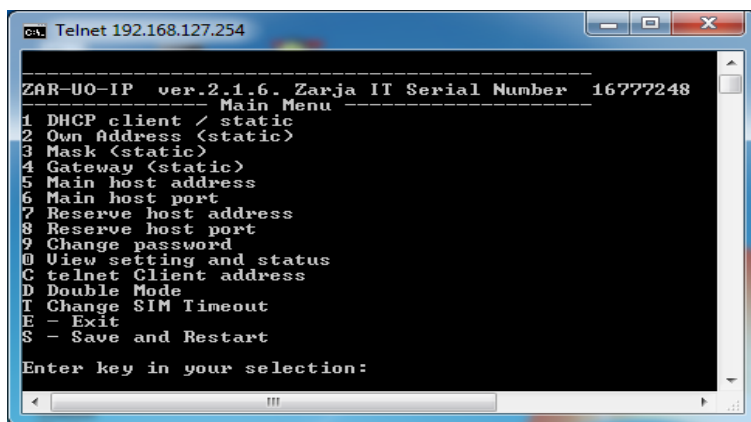 Telnet 192.168.127.254
ZAR-UO-IP ver.2.1.6. Zarja IT Serial Number 16777248
---------------- Main Menu ---------------------
1 DHCP client / static
2 Own Address (static)
3 Mask (static)
4 Gateway (static)
5 Main host address
6 Main host port
7 Reserve host address
8 Reserve host port
9 Change password
0 View setting and status
C telnet Client address
D Double Mode
T Change SIM Timeout
E - Exit
S - Save and Restart
Enter key in your selection: